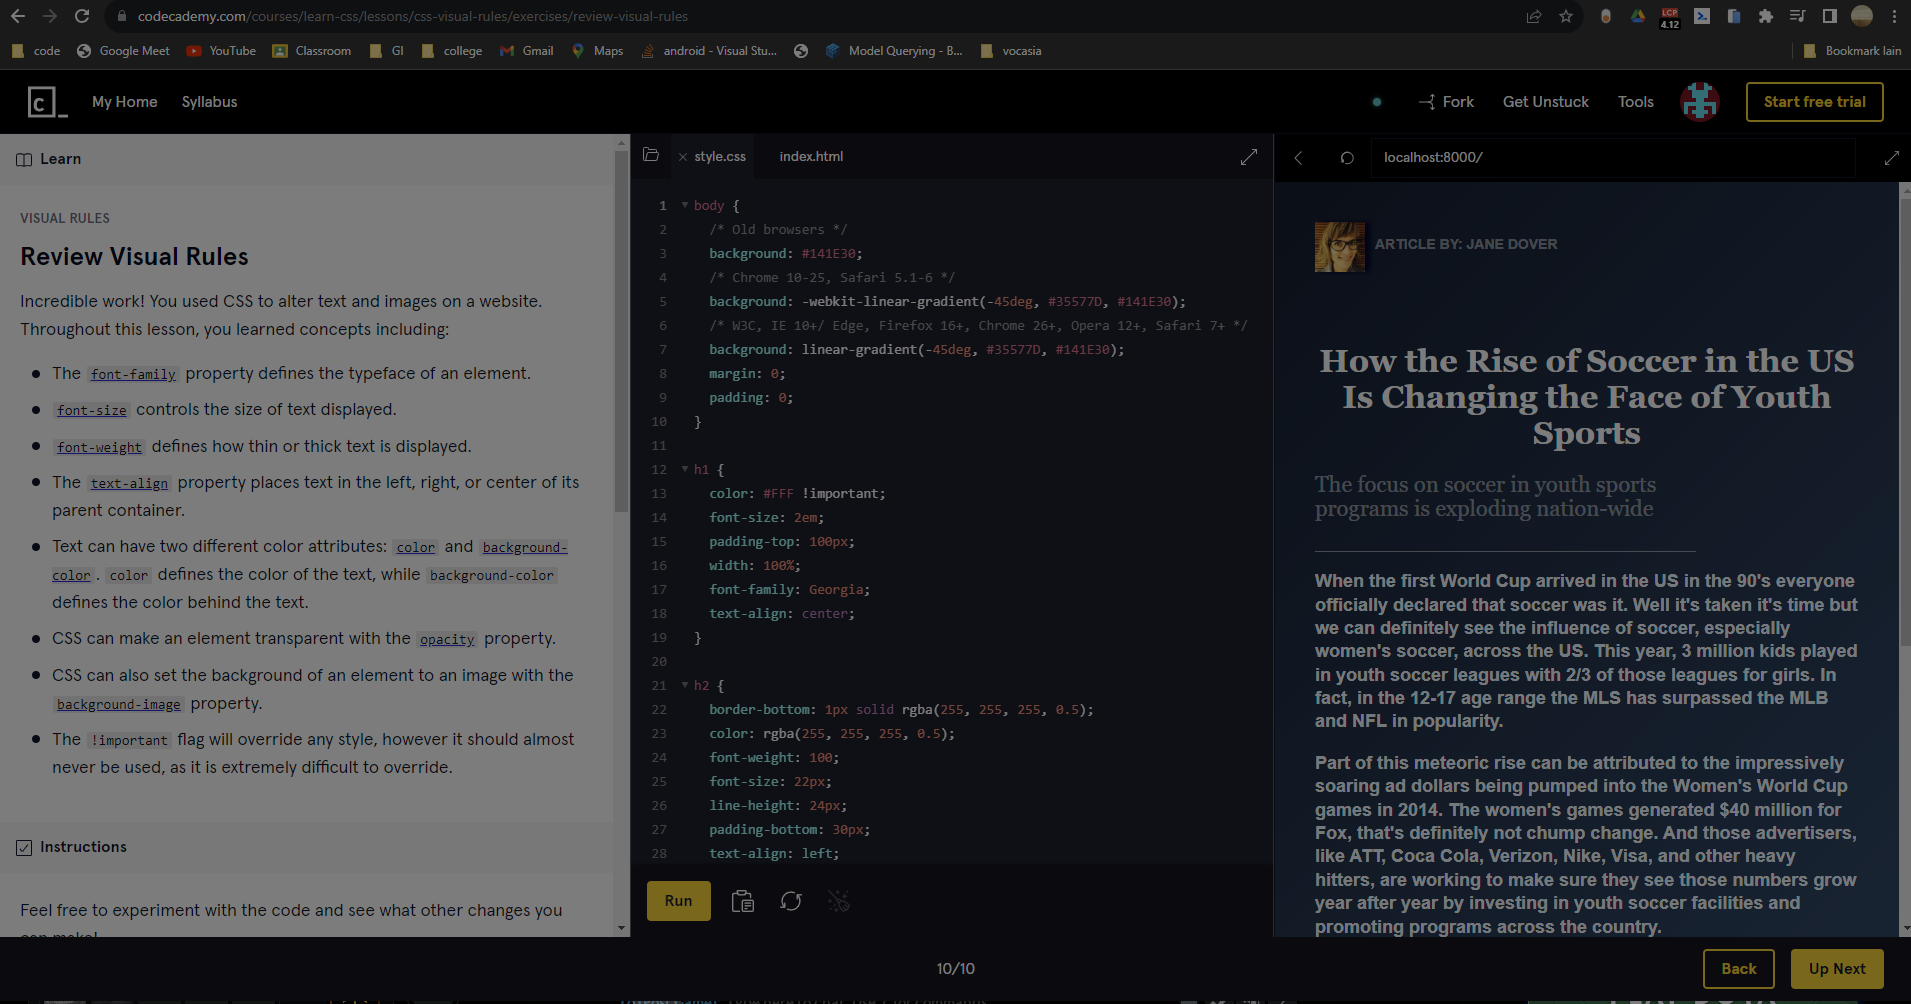 codecademy.com/courses/learn-css/lessons/css-visual-rules/exercises/review-visual-rules
LCP
4.12
code
Google Meet
YouTube
Classroom
GI
college
Gmail
Maps
android - Visual Stu...
Model Querying - B...
vocasia
Bookmark lain
c
My Home
Syllabus
Fork
Get Unstuck
Tools
Start free trial
Learn
VISUAL RULES
Review Visual Rules
Incredible work! You used CSS to alter text and images on a website.
Throughout this lesson, you learned concepts including:
The font-family property defines the typeface of an element.
font-size controls the size of text displayed.
font-weight defines how thin or thick text is displayed.
The text-align property places text in the left, right, or center of its
parent container.
Text can have two different color attributes: color and background-
color . color defines the color of the text, while background-color
defines the color behind the text.
CSS can make an element transparent with the opacity property.
CSS can also set the background of an element to an image with the
background-image property.
The !important flag will override any style, however it should almost
never be used, as it is extremely difficult to override.
Instructions
Feel free to experiment with the code and see what other changes you
can make!
style.css
index.html
1 body {
2 /* Old browsers */
3 background: #141E30;
4 /* Chrome 10-25, Safari 5.1-6 */
5 background: -webkit-linear-gradient(-45deg, #35577D, #141E30);
6 /* W3C, IE 10+/ Edge, Firefox 16+, Chrome 26+, Opera 12+, Safari 7+ */
7 background: linear-gradient(-45deg, #35577D, #141E30);
8 margin: 0;
9 padding: 0;
10 }
11
12 h1 {
13 color: #FFF !important;
14 font-size: 2em;
15 padding-top: 100px;
16 width: 100%;
17 font-family: Georgia;
18 text-align: center;
19 }
20
21 h2 {
22 border-bottom: 1px solid rgba(255, 255, 255, 0.5);
23 color: rgba(255, 255, 255, 0.5);
24 font-weight: 100;
25 font-size: 22px;
26 line-height: 24px;
27 padding-bottom: 30px;
28 text-align: left;
Run
localhost:8000/
ARTICLE BY: JANE DOVER
How the Rise of Soccer in the US
Is Changing the Face of Youth
Sports
The focus on soccer in youth sports
programs is exploding nation-wide
When the first World Cup arrived in the US in the 90's everyone
officially declared that soccer was it. Well it's taken it's time but
we can definitely see the influence of soccer, especially
women's soccer, across the US. This year, 3 million kids played
in youth soccer leagues with 2/3 of those leagues for girls. In
fact, in the 12-17 age range the MLS has surpassed the MLB
and NFL in popularity.
Part of this meteoric rise can be attributed to the impressively
soaring ad dollars being pumped into the Women's World Cup
games in 2014. The women's games generated $40 million for
Fox, that's definitely not chump change. And those advertisers,
like ATT, Coca Cola, Verizon, Nike, Visa, and other heavy
hitters, are working to make sure they see those numbers grow
year after year by investing in youth soccer facilities and
promoting programs across the country.
10/10
Back
Up Next